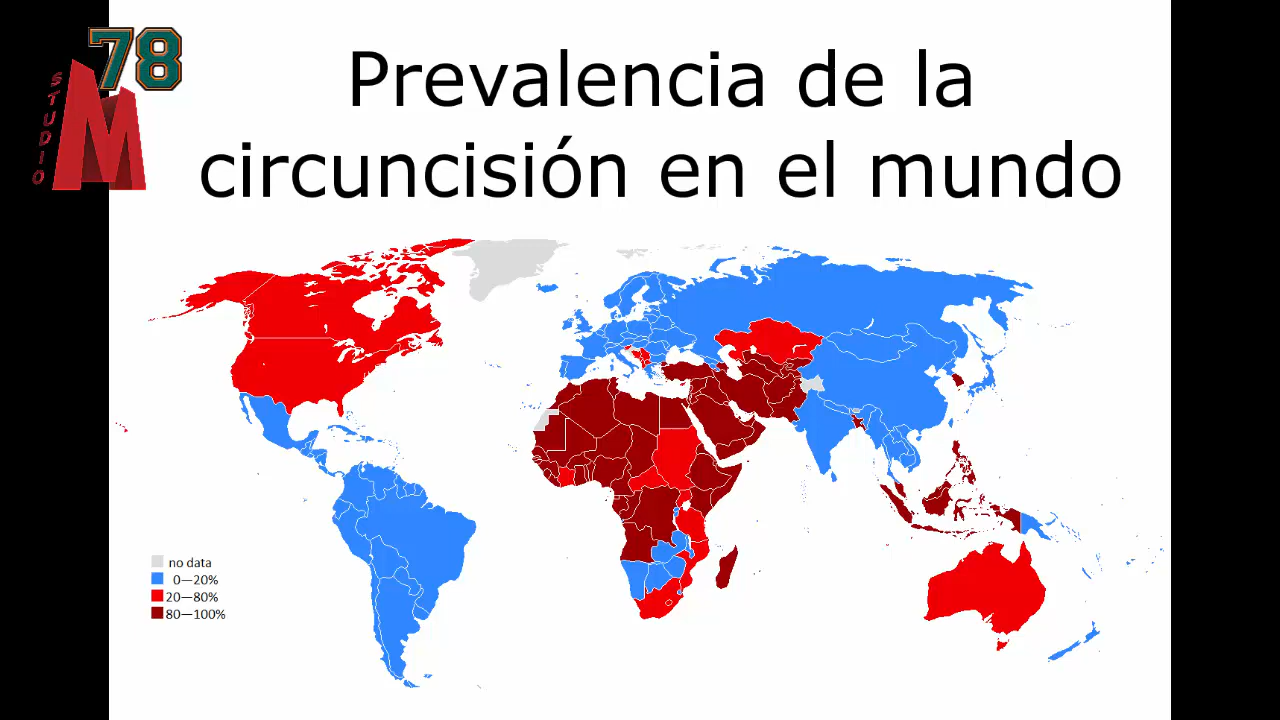 78
STUDIO
M
Prevalencia de la
circuncisión en el mundo
no data
0—20%
20—80%
80—100%